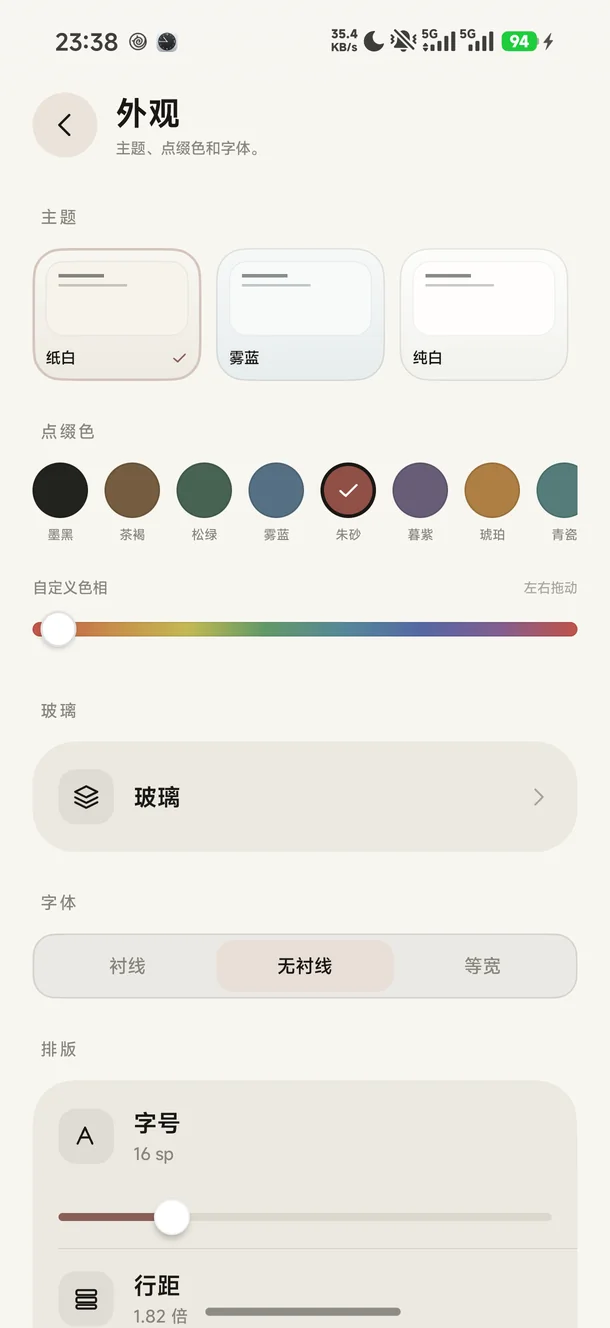 23:38
35.4
KB/s
5G
5G
94
外观
主题、点缀色和字体。
主题
纸白
雾蓝
纯白
点缀色
墨黑
茶褐
松绿
雾蓝
朱砂
暮紫
琥珀
青瓷
自定义色相
左右拖动
玻璃
玻璃
字体
衬线
无衬线
等宽
排版
字号
16 sp
行距
1.82 倍